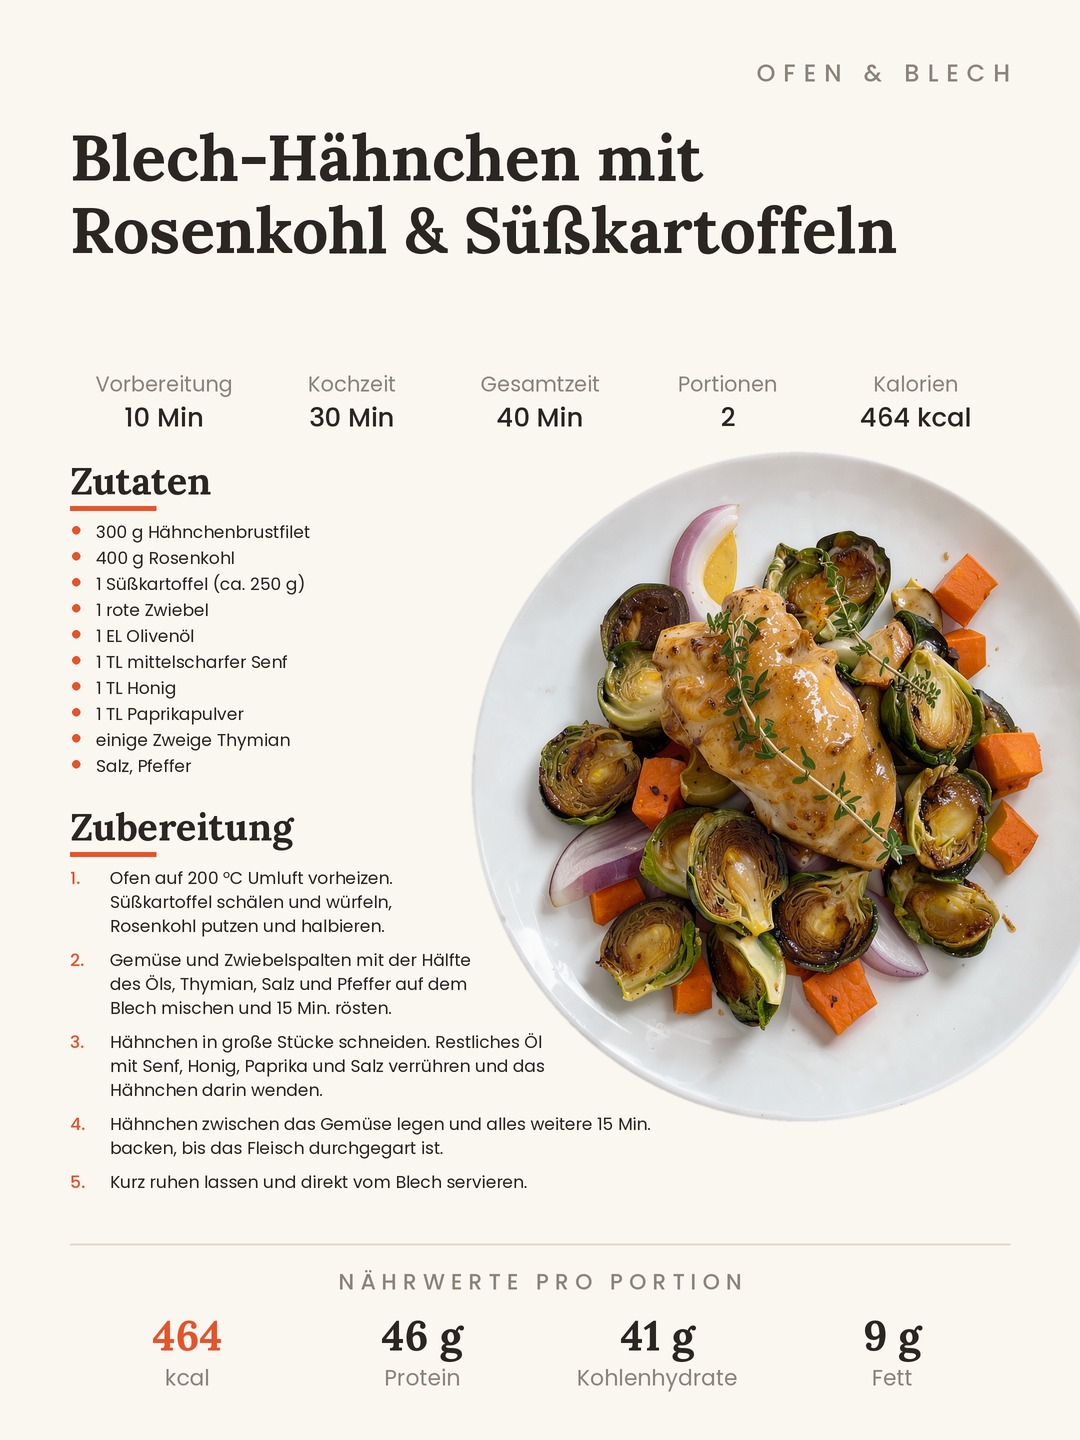 OFEN & BLECH
Blech-Hähnchen mit
Rosenkohl & Süßkartoffeln
Vorbereitung
10 Min
Kochzeit
30 Min
Gesamtzeit
40 Min
Portionen
2
Kalorien
464 kcal
Zutaten
300 g Hähnchenbrustfilet
400 g Rosenkohl
1 Süßkartoffel (ca. 250 g)
1 rote Zwiebel
1 EL Olivenöl
1 TL mittelscharfer Senf
1 TL Honig
1 TL Paprikapulver
einige Zweige Thymian
Salz, Pfeffer
Zubereitung
1. Ofen auf 200 °C Umluft vorheizen.
Süßkartoffel schälen und würfeln,
Rosenkohl putzen und halbieren.
2. Gemüse und Zwiebelspalten mit der Hälfte
des Öls, Thymian, Salz und Pfeffer auf dem
Blech mischen und 15 Min. rösten.
3. Hähnchen in große Stücke schneiden. Restliches Öl
mit Senf, Honig, Paprika und Salz verrühren und das
Hähnchen darin wenden.
4. Hähnchen zwischen das Gemüse legen und alles weitere 15 Min.
backen, bis das Fleisch durchgegart ist.
5. Kurz ruhen lassen und direkt vom Blech servieren.
NÄHRWERTE PRO PORTION
464
kcal
46 g
Protein
41 g
Kohlenhydrate
9 g
Fett